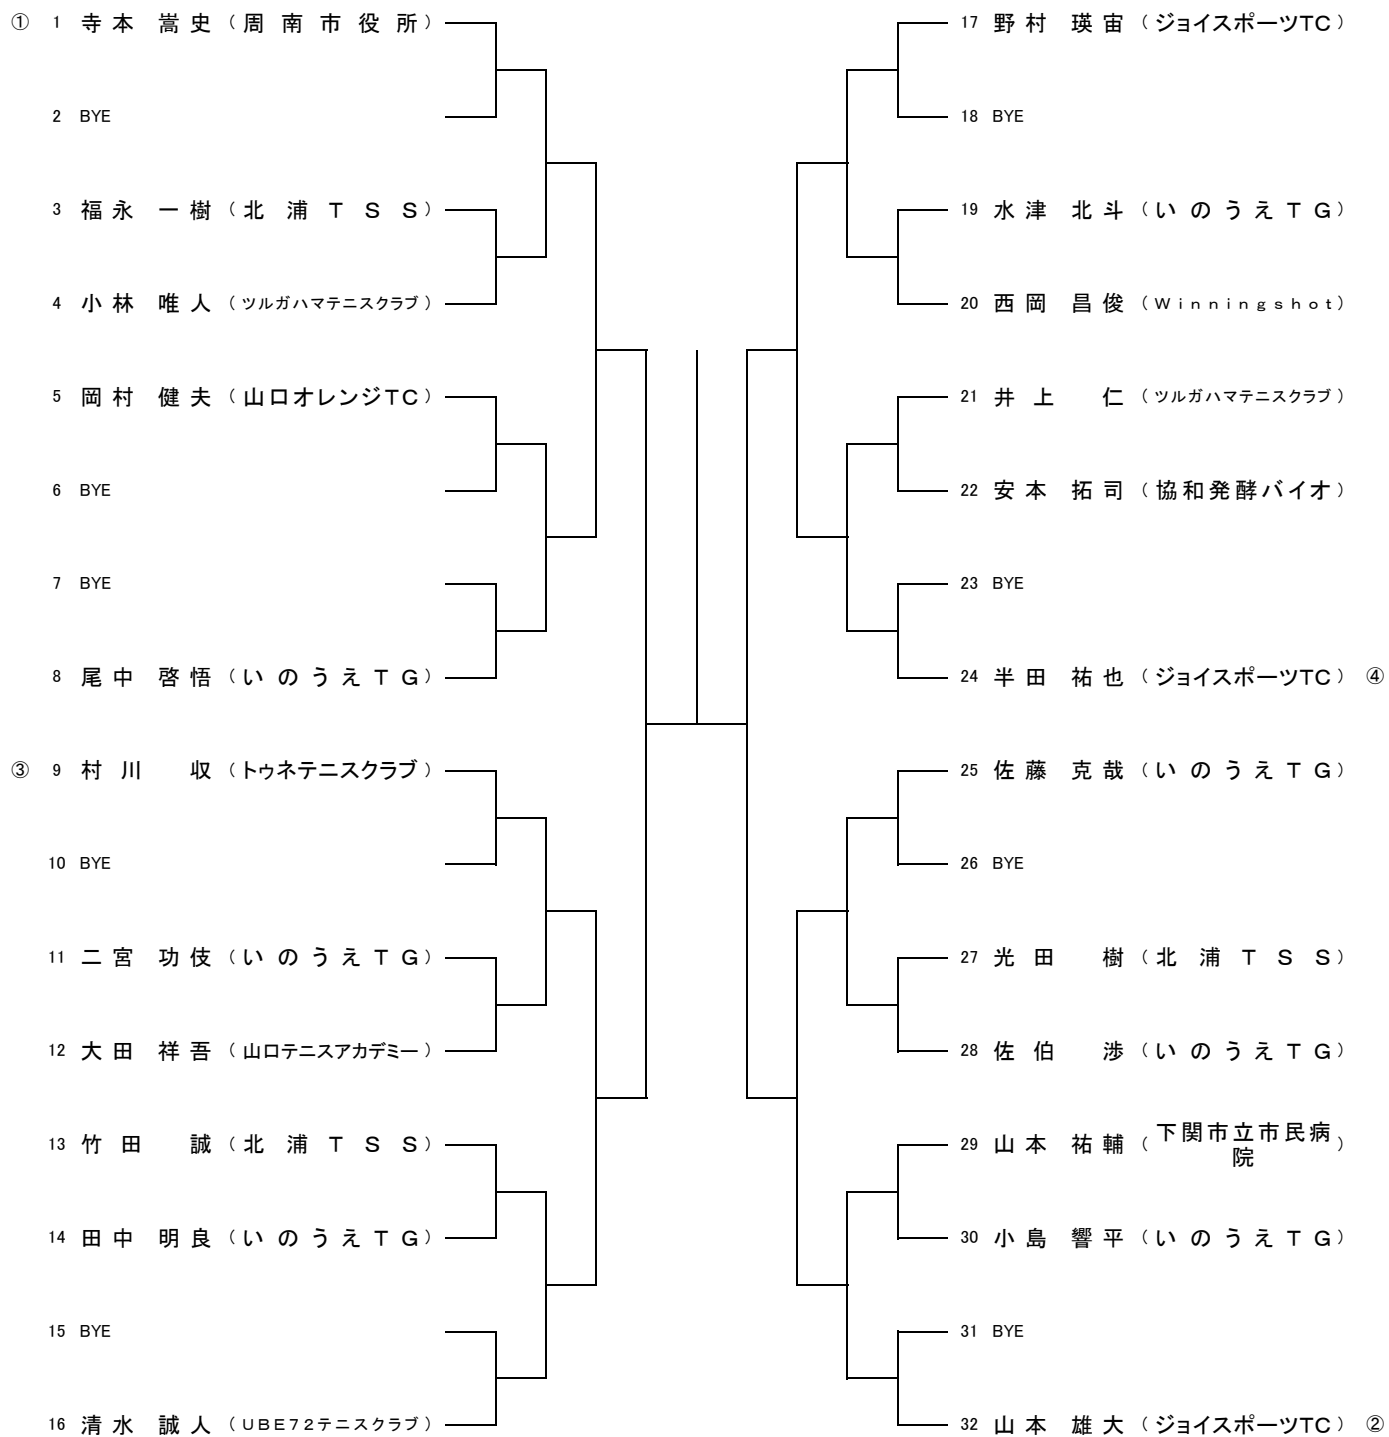 ① 1 寺本 嵩史 (周南市役所)
2 BYE
3 福永 一樹 (北浦TSS)
4 小林 唯人 (ツルガハマテニスクラブ)
5 岡村 健夫 (山口オレンジTC)
6 BYE
7 BYE
8 尾中 啓悟 (いのうえTG)
③ 9 村川 収 (トゥネテニスクラブ)
10 BYE
11 二宮 功伎 (いのうえTG)
12 大田 祥吾 (山口テニスアカデミー)
13 竹田 誠 (北浦TSS)
14 田中 明良 (いのうえTG)
15 BYE
16 清水 誠人 (UBE72テニスクラブ)
17 野村 瑛宙 (ジョイスポーツTC)
18 BYE
19 水津 北斗 (いのうえTG)
20 西岡 昌俊 (Winningshot)
21 井上 仁 (ツルガハマテニスクラブ)
22 安本 拓司 (協和発酵バイオ)
23 BYE
24 半田 祐也 (ジョイスポーツTC) ④
25 佐藤 克哉 (いのうえTG)
26 BYE
27 光田 樹 (北浦TSS)
28 佐伯 渉 (いのうえTG)
29 山本 祐輔 (下関市立市民病
院)
30 小島 響平 (いのうえTG)
31 BYE
32 山本 雄大 (ジョイスポーツTC) ②